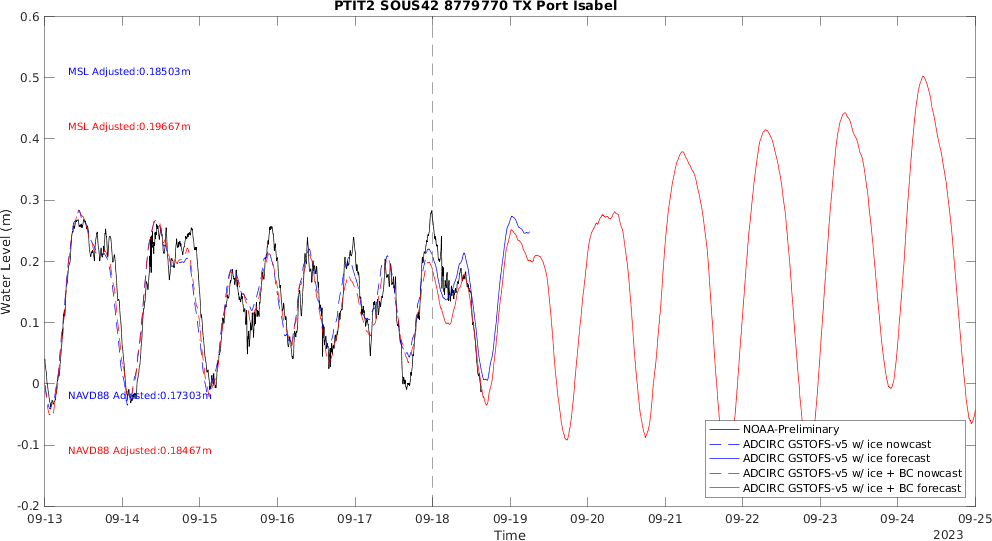 PTIT2 SOUS42 8779770 TX Port Isabel
0.6
0.5
0.4
0.3
0.2
0.1
0
-0.1
-0.2
Water Level (m)
MSL Adjusted:0.18503m
MSL Adjusted:0.19667m
NAVD88 Adjusted:0.17303m
NAVD88 Adjusted:0.18467m
NOAA-Preliminary
ADCIRC GSTOFS-v5 w/ ice nowcast
ADCIRC GSTOFS-v5 w/ ice forecast
ADCIRC GSTOFS-v5 w/ ice + BC nowcast
ADCIRC GSTOFS-v5 w/ ice + BC forecast
09-13 09-14 09-15 09-16 09-17 09-18 09-19 09-20 09-21 09-22 09-23 09-24 09-25
Time
2023